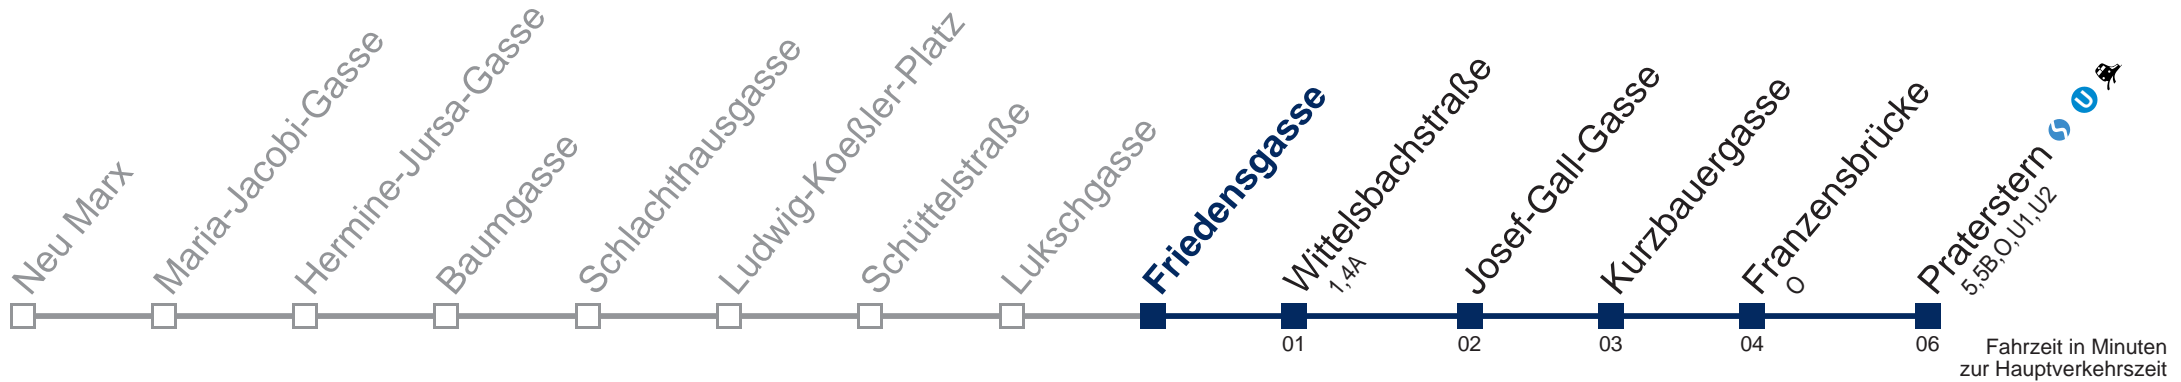 Neu Marx
Maria-Jacobi-Gasse
Hermine-Jursa-Gasse
Baumgasse
Schlachthausgasse
Ludwig-Koeßler-Platz
Schüttelstraße
Lukschgasse
Friedensgasse
Wittelsbachstraße
1,4A
Josef-Gall-Gasse
Kurzbauergasse
Franzensbrücke
O
Praterstern S U
5,5B,O,U1,U2
01
02
03
04
06
Fahrzeit in Minuten
zur Hauptverkehrszeit